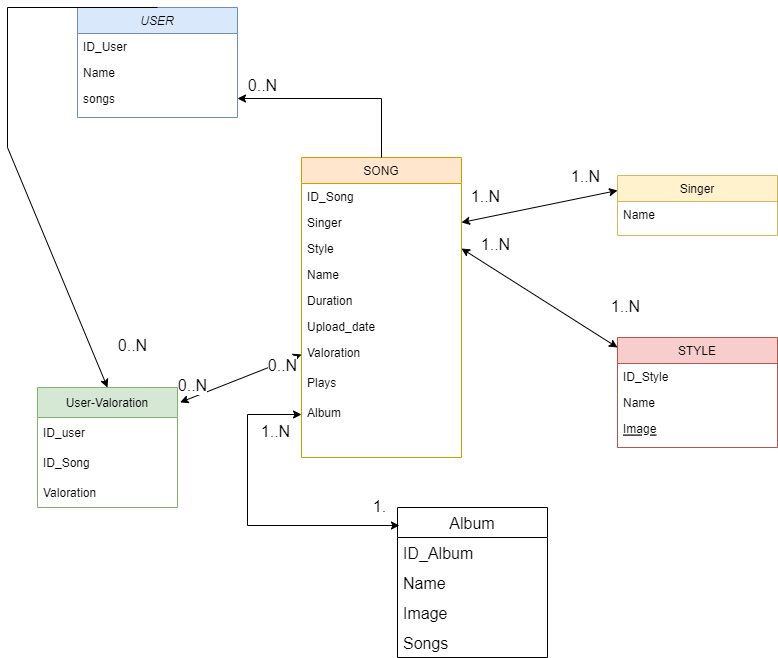 USER
ID_User
Name
songs
0..N
SONG
ID_Song
Singer
Style
Name
Duration
Upload_date
Valoration
Plays
Album
1..N
1..N
Singer
Name
1..N
1..N
STYLE
ID_Style
Name
Image
0..N
0..N
0..N
User-Valoration
ID_user
ID_Song
Valoration
1..N
1.
Album
ID_Album
Name
Image
Songs